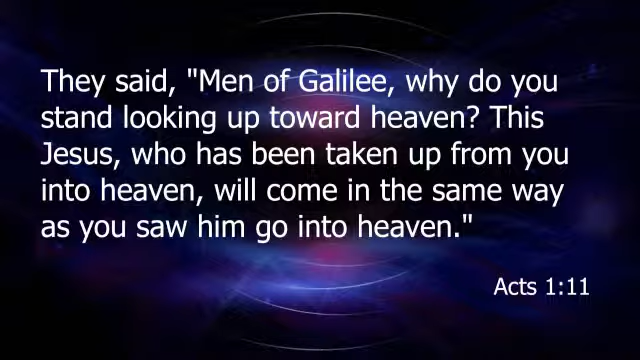 They said, "Men of Galilee, why do you
stand looking up toward heaven? This
Jesus, who has been taken up from you
into heaven, will come in the same way
as you saw him go into heaven."
Acts 1:11